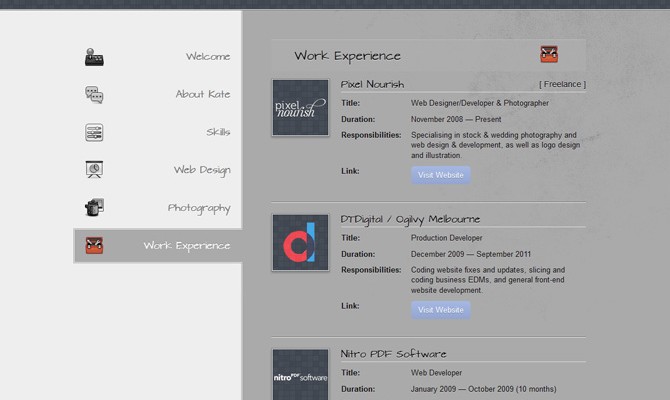 Welcome
About Kate
Skills
Web Design
Photography
Work Experience
Work Experience
pixel nourish
Pixel Nourish [ Freelance ]
Title: Web Designer/Developer & Photographer
Duration: November 2008 — Present
Responsibilities: Specialising in stock & wedding photography and
web design & development, as well as logo design
and illustration.
Link: Visit Website
d
DTDigital / Ogilvy Melbourne
Title: Production Developer
Duration: December 2009 — September 2011
Responsibilities: Coding website fixes and updates, slicing and
coding business EDMs, and general front-end
website development.
Link: Visit Website
nitroPDF software
Nitro PDF Software
Title: Web Developer
Duration: January 2009 — October 2009 (10 months)